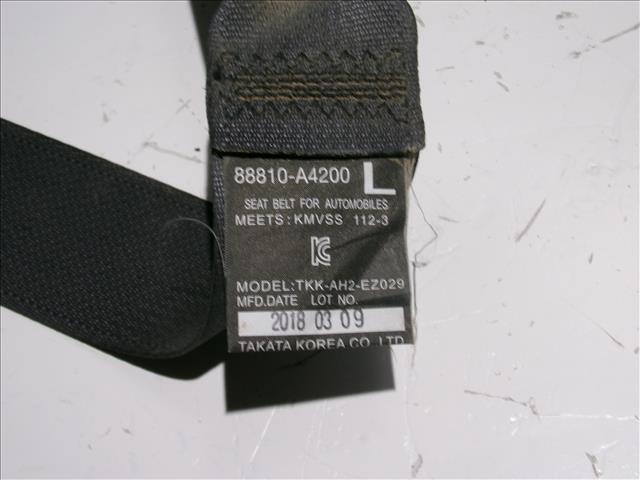 88810-A4200 L
SEAT BELT FOR AUTOMOBILES
MEETS : KMVSS 112-3
KC
MODEL:TKK-AH2-EZ029
MFD.DATE LOT NO.
2018 03 09
TAKATA KOREA CO. LTD